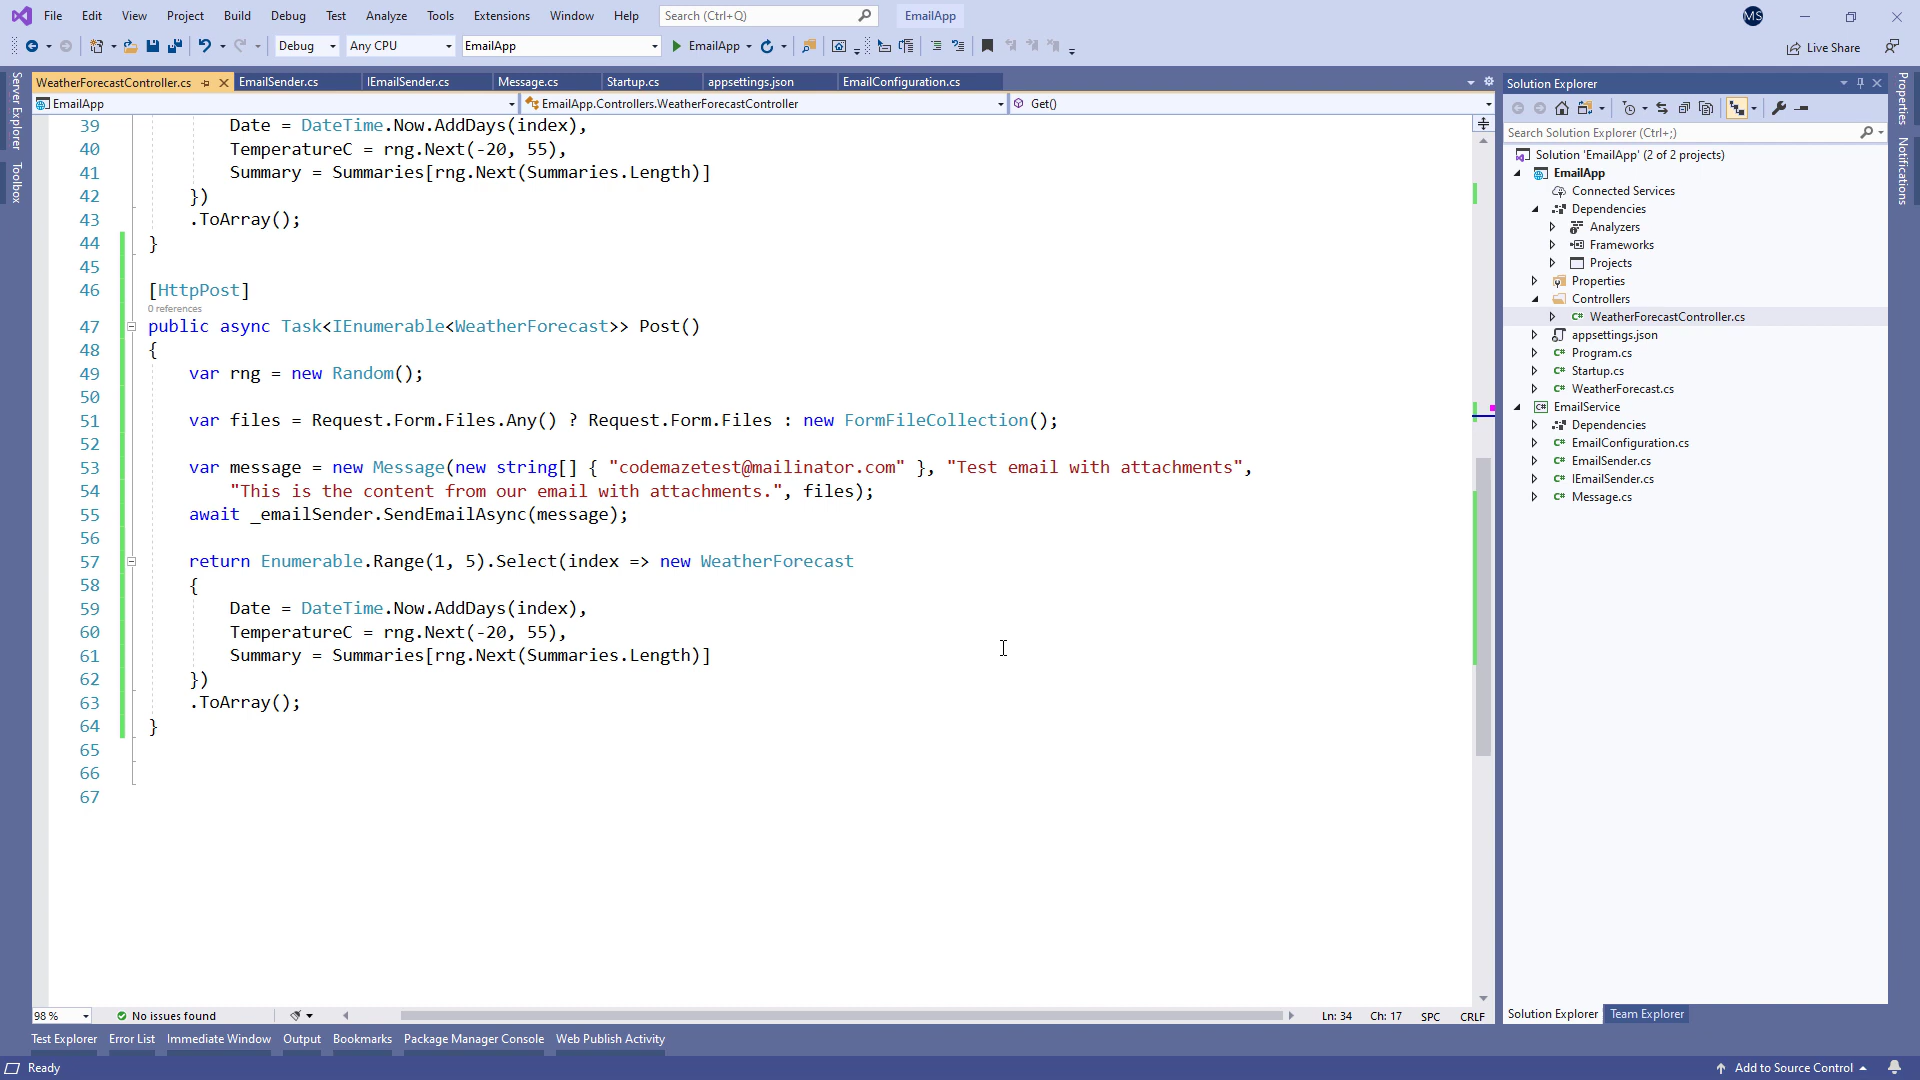 File Edit View Project Build Debug Test Analyze Tools Extensions Window Help Search (Ctrl+Q) EmailApp MS
Debug Any CPU EmailApp EmailApp Live Share
WeatherForecastController.cs EmailSender.cs IEmailSender.cs Message.cs Startup.cs appsettings.json EmailConfiguration.cs
EmailApp EmailApp.Controllers.WeatherForecastController Get()
Server Explorer
Toolbox
39 Date = DateTime.Now.AddDays(index),
40 TemperatureC = rng.Next(-20, 55),
41 Summary = Summaries[rng.Next(Summaries.Length)]
42 })
43 .ToArray();
44 }
45
46 [HttpPost]
0 references
47 public async Task<IEnumerable<WeatherForecast>> Post()
48 {
49 var rng = new Random();
50
51 var files = Request.Form.Files.Any() ? Request.Form.Files : new FormFileCollection();
52
53 var message = new Message(new string[] { "codemazetest@mailinator.com" }, "Test email with attachments",
54 "This is the content from our email with attachments.", files);
55 await _emailSender.SendEmailAsync(message);
56
57 return Enumerable.Range(1, 5).Select(index => new WeatherForecast
58 {
59 Date = DateTime.Now.AddDays(index),
60 TemperatureC = rng.Next(-20, 55),
61 Summary = Summaries[rng.Next(Summaries.Length)]
62 })
63 .ToArray();
64 }
65
66
67
98 % No issues found Ln: 34 Ch: 17 SPC CRLF
Solution Explorer
Search Solution Explorer (Ctrl+;)
Solution 'EmailApp' (2 of 2 projects)
EmailApp
Connected Services
Dependencies
Analyzers
Frameworks
Projects
Properties
Controllers
C# WeatherForecastController.cs
appsettings.json
C# Program.cs
C# Startup.cs
C# WeatherForecast.cs
C# EmailService
Dependencies
C# EmailConfiguration.cs
C# EmailSender.cs
C# IEmailSender.cs
C# Message.cs
Solution Explorer Team Explorer
Properties
Notifications
Test Explorer Error List Immediate Window Output Bookmarks Package Manager Console Web Publish Activity
Ready Add to Source Control